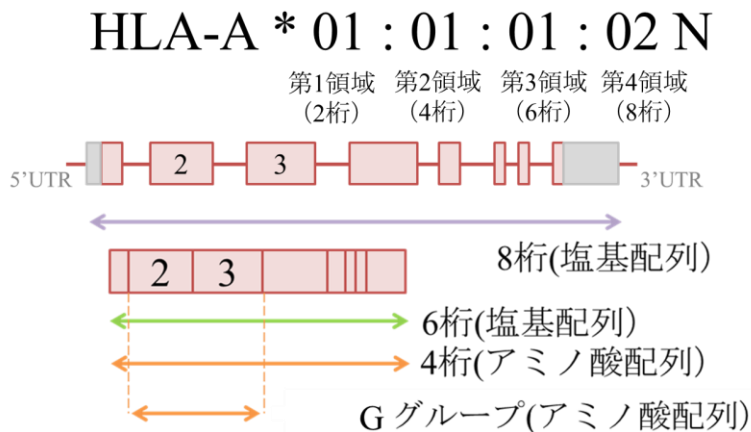 HLA-A * 01 : 01 : 01 : 02 N
第1領域 第2領域 第3領域 第4領域
(2桁) (4桁) (6桁) (8桁)
2 3
5’UTR 3’UTR
8桁(塩基配列)
2 3
6桁(塩基配列)
4桁(アミノ酸配列)
G グループ(アミノ酸配列)